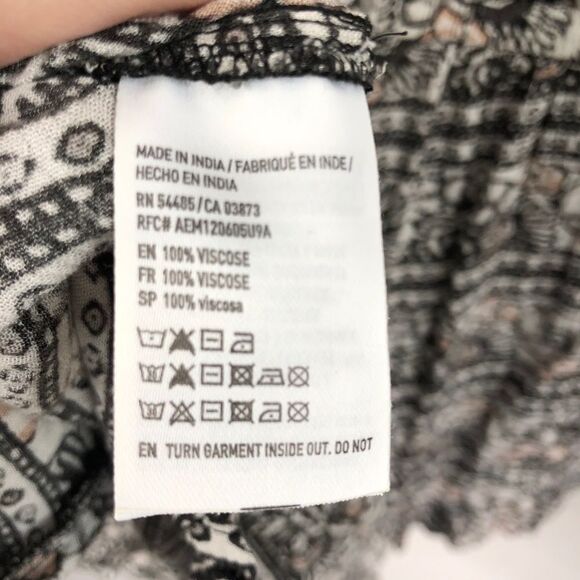 MADE IN INDIA / FABRIQUÉ EN INDE /
HECHO EN INDIA
RN 54485 / CA 03873
RFC# AEM120605U9A
EN 100% VISCOSE
FR 100% VISCOSE
SP 100% viscosa
EN TURN GARMENT INSIDE OUT. DO NOT